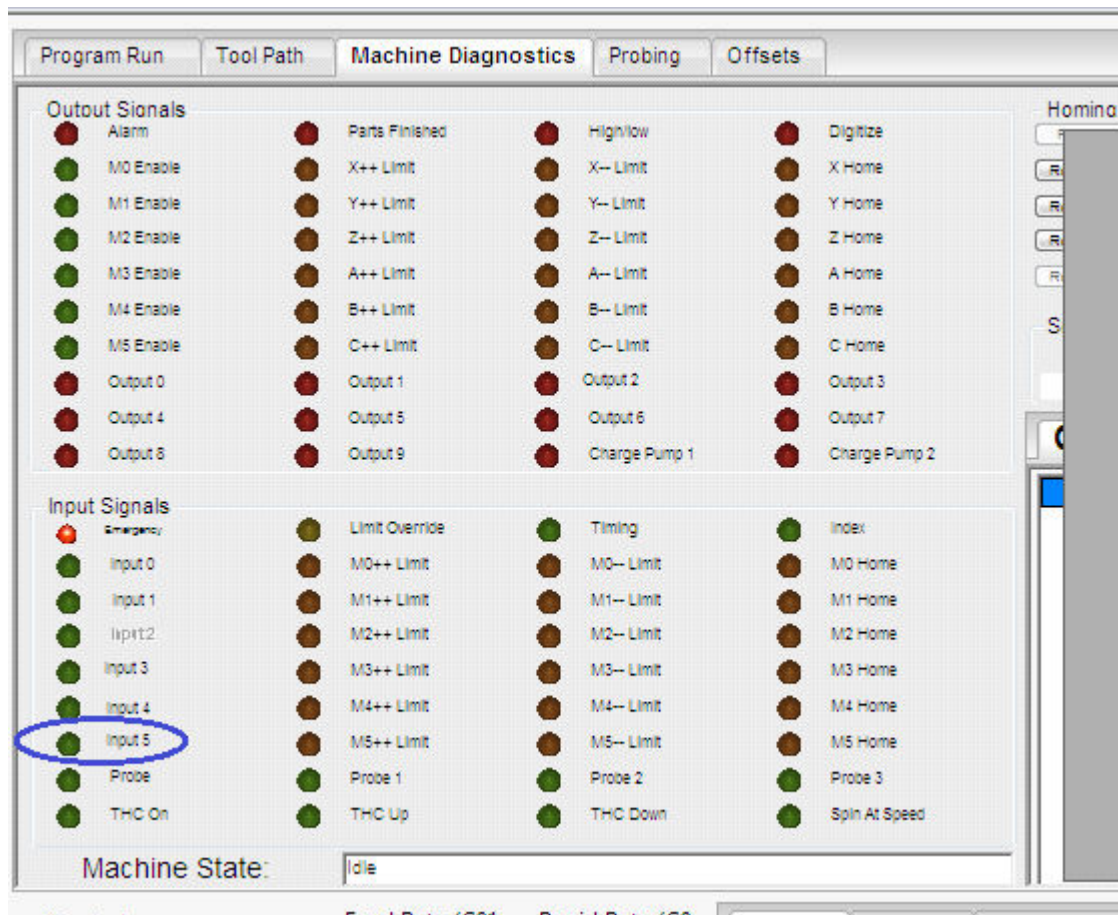 Program Run Tool Path Machine Diagnostics Probing Offsets
Output Signals
Alarm Parts Finished High/low Digitize
M0 Enable X++ Limit X-- Limit X Home
M1 Enable Y++ Limit Y-- Limit Y Home
M2 Enable Z++ Limit Z-- Limit Z Home
M3 Enable A++ Limit A-- Limit A Home
M4 Enable B++ Limit B-- Limit B Home
M5 Enable C++ Limit C-- Limit C Home
Output 0 Output 1 Output 2 Output 3
Output 4 Output 5 Output 6 Output 7
Output 8 Output 9 Charge Pump 1 Charge Pump 2
Input Signals
Emergency Limit Override Timing Index
Input 0 M0++ Limit M0-- Limit M0 Home
Input 1 M1++ Limit M1-- Limit M1 Home
Input 2 M2++ Limit M2-- Limit M2 Home
Input 3 M3++ Limit M3-- Limit M3 Home
Input 4 M4++ Limit M4-- Limit M4 Home
Input 5 M5++ Limit M5-- Limit M5 Home
Probe Probe 1 Probe 2 Probe 3
THC On THC Up THC Down Spin At Speed
Machine State: Idle
Homing